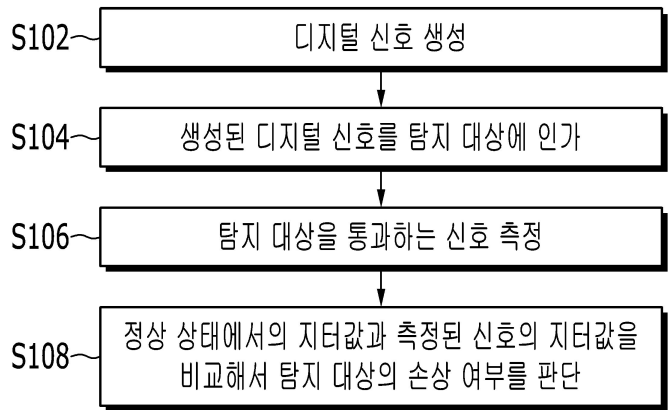 S102 디지털 신호 생성
S104 생성된 디지털 신호를 탐지 대상에 인가
S106 탐지 대상을 통과하는 신호 측정
S108 정상 상태에서의 지터값과 측정된 신호의 지터값을
비교해서 탐지 대상의 손상 여부를 판단